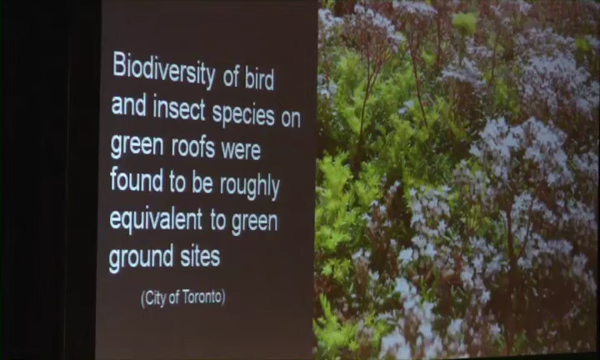 Biodiversity of bird
and insect species on
green roofs were
found to be roughly
equivalent to green
ground sites
(City of Toronto)